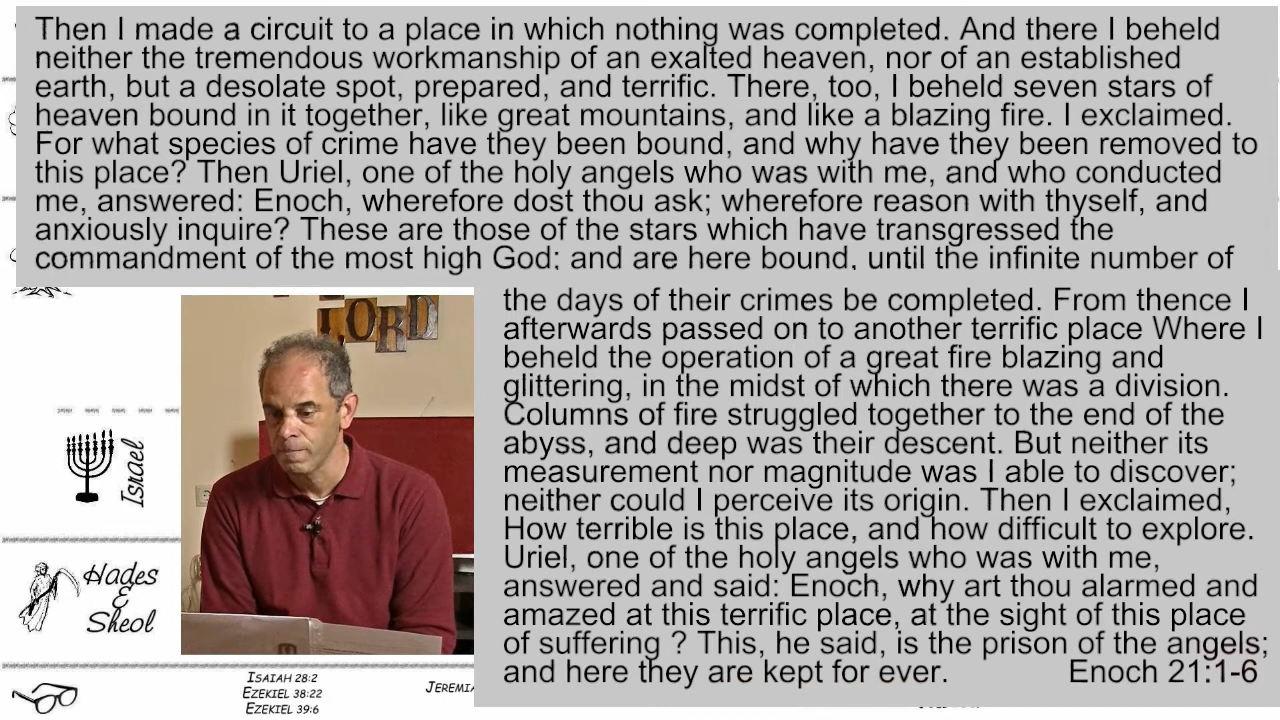 Then I made a circuit to a place in which nothing was completed. And there I beheld
neither the tremendous workmanship of an exalted heaven, nor of an established
earth, but a desolate spot, prepared, and terrific. There, too, I beheld seven stars of
heaven bound in it together, like great mountains, and like a blazing fire. I exclaimed.
For what species of crime have they been bound, and why have they been removed to
this place? Then Uriel, one of the holy angels who was with me, and who conducted
me, answered: Enoch, wherefore dost thou ask; wherefore reason with thyself, and
anxiously inquire? These are those of the stars which have transgressed the
commandment of the most high God; and are here bound, until the infinite number of
the days of their crimes be completed. From thence I
afterwards passed on to another terrific place Where I
beheld the operation of a great fire blazing and
glittering, in the midst of which there was a division.
Columns of fire struggled together to the end of the
abyss, and deep was their descent. But neither its
measurement nor magnitude was I able to discover;
neither could I perceive its origin. Then I exclaimed,
How terrible is this place, and how difficult to explore.
Uriel, one of the holy angels who was with me,
answered and said: Enoch, why art thou alarmed and
amazed at this terrific place, at the sight of this place
of suffering ? This, he said, is the prison of the angels;
and here they are kept for ever. Enoch 21:1-6
LORD
Israel
Hades
&
Sheol
ISAIAH 28:2
EZEKIEL 38:22
EZEKIEL 39:6
JEREMIA